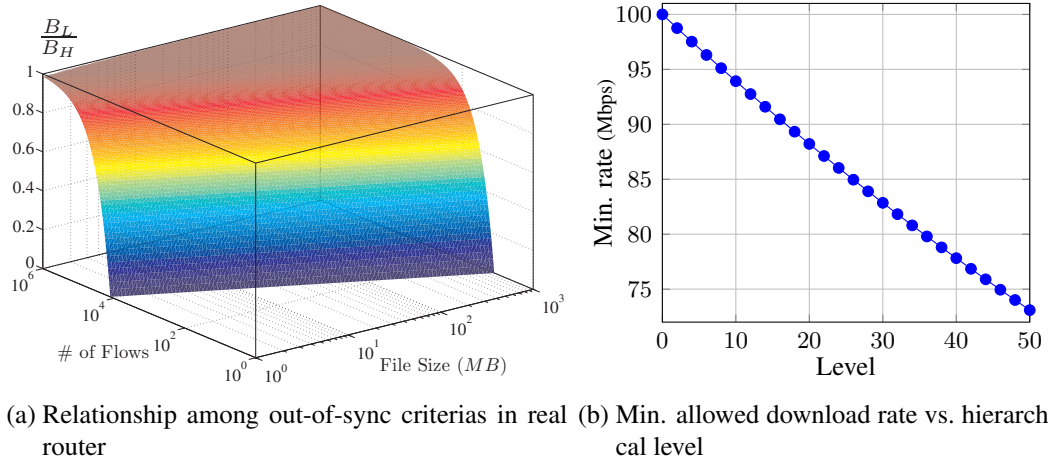 B_L
B_H
1
0.8
0.6
0.4
0.2
0
10^6
10^4
10^2
10^0
# of Flows
10^0
10^1
10^2
10^3
File Size (MB)
100
95
90
85
80
75
Min. rate (Mbps)
0 10 20 30 40 50
Level
(a) Relationship among out-of-sync criterias in real router
(b) Min. allowed download rate vs. hierarch
cal level